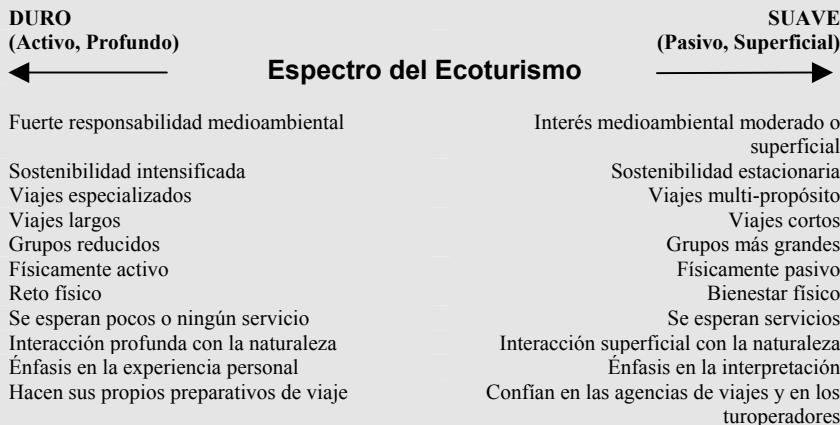 DURO
(Activo, Profundo)
SUAVE
(Pasivo, Superficial)
Espectro del Ecoturismo
Fuerte responsabilidad medioambiental
Interés medioambiental moderado o
superficial
Sostenibilidad intensificada
Sostenibilidad estacionaria
Viajes especializados
Viajes multi-propósito
Viajes largos
Viajes cortos
Grupos reducidos
Grupos más grandes
Físicamente activo
Físicamente pasivo
Reto físico
Bienestar físico
Se esperan pocos o ningún servicio
Se esperan servicios
Interacción profunda con la naturaleza
Interacción superficial con la naturaleza
Énfasis en la experiencia personal
Énfasis en la interpretación
Hacen sus propios preparativos de viaje
Confían en las agencias de viajes y en los
turoperadores